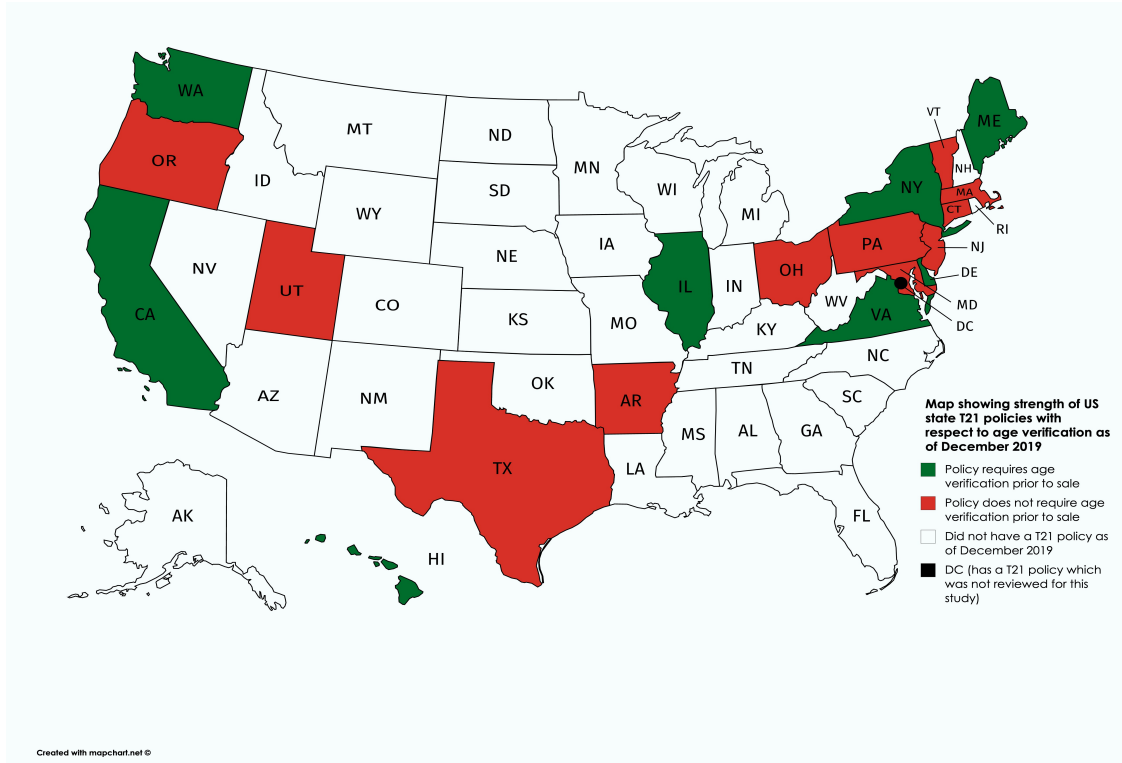 WA
MT
ND
MN
VT
ME
OR
ID
SD
WI
MI
NH
NY
MA
CT
RI
WY
IA
PA
NJ
NV
NE
OH
DE
UT
CO
IL
IN
WV
MD
CA
KS
MO
KY
VA
DC
AZ
NM
OK
TN
NC
AR
SC
MS
AL
GA
TX
LA
FL
AK
HI
Map showing strength of US
state T21 policies with
respect to age verification as
of December 2019
Policy requires age
verification prior to sale
Policy does not require age
verification prior to sale
Did not have a T21 policy as
of December 2019
DC (has a T21 policy which
was not reviewed for this
study)
Created with mapchart.net ©